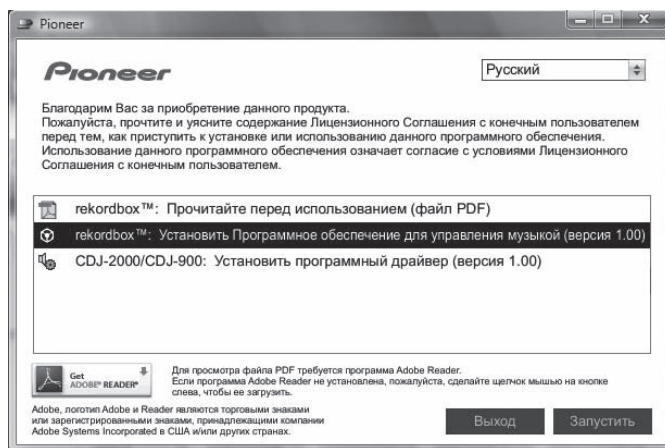 Pioneer
Pioneer
Русский
Благодарим Вас за приобретение данного продукта.
Пожалуйста, прочтите и уясните содержание Лицензионного Соглашения с конечным пользователем
перед тем, как приступить к установке или использованию данного программного обеспечения.
Использование данного программного обеспечения означает согласие с условиями Лицензионного
Соглашения с конечным пользователем.
rekordbox™: Прочитайте перед использованием (файл PDF)
rekordbox™: Установить Программное обеспечение для управления музыкой (версия 1.00)
CDJ-2000/CDJ-900: Установить программный драйвер (версия 1.00)
Get
ADOBE® READER®
Для просмотра файла PDF требуется программа Adobe Reader.
Если программа Adobe Reader не установлена, пожалуйста, сделайте щелчок мышью на кнопке
слева, чтобы ее загрузить.
Adobe, логотип Adobe и Reader являются торговыми знаками
или зарегистрированными знаками, принадлежащими компании
Adobe Systems Incorporated в США и/или других странах.
Выход
Запустить